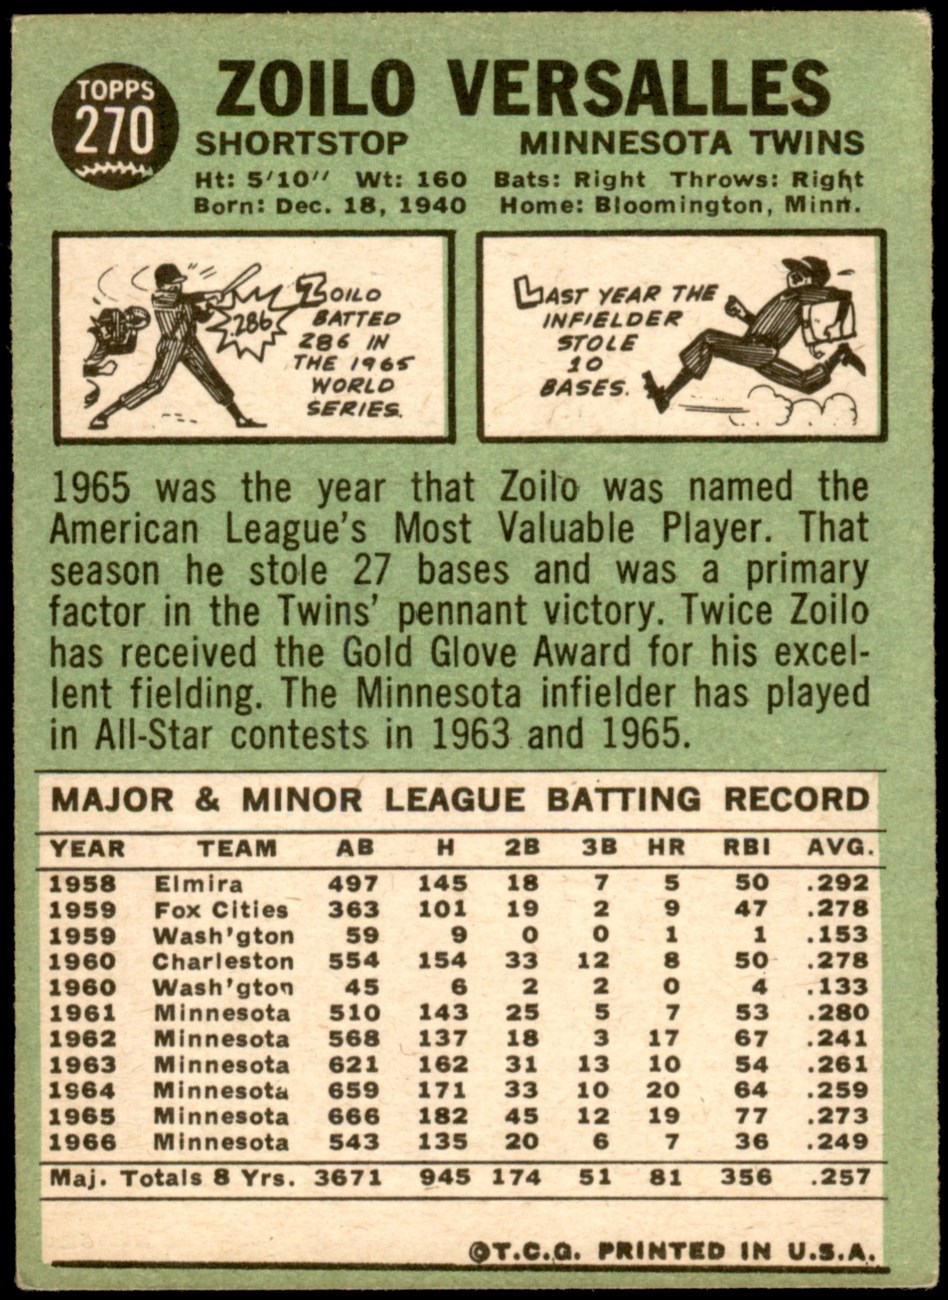 TOPPS
270
ZOILO VERSALLES
SHORTSTOP MINNESOTA TWINS
Ht: 5'10" Wt: 160 Bats: Right Throws: Right
Born: Dec. 18, 1940 Home: Bloomington, Minn.
.286
ZOILO
BATTED
286 IN
THE 1965
WORLD
SERIES.
LAST YEAR THE
INFIELDER
STOLE
10
BASES.
1965 was the year that Zoilo was named the
American League's Most Valuable Player. That
season he stole 27 bases and was a primary
factor in the Twins' pennant victory. Twice Zoilo
has received the Gold Glove Award for his excel-
lent fielding. The Minnesota infielder has played
in All-Star contests in 1963 and 1965.
MAJOR & MINOR LEAGUE BATTING RECORD
YEAR TEAM AB H 2B 3B HR RBI AVG.
1958 Elmira 497 145 18 7 5 50 .292
1959 Fox Cities 363 101 19 2 9 47 .278
1959 Wash'gton 59 9 0 0 1 1 .153
1960 Charleston 554 154 33 12 8 50 .278
1960 Wash'gton 45 6 2 2 0 4 .133
1961 Minnesota 510 143 25 5 7 53 .280
1962 Minnesota 568 137 18 3 17 67 .241
1963 Minnesota 621 162 31 13 10 54 .261
1964 Minnesota 659 171 33 10 20 64 .259
1965 Minnesota 666 182 45 12 19 77 .273
1966 Minnesota 543 135 20 6 7 36 .249
Maj. Totals 8 Yrs. 3671 945 174 51 81 356 .257
©T.C.G. PRINTED IN U.S.A.